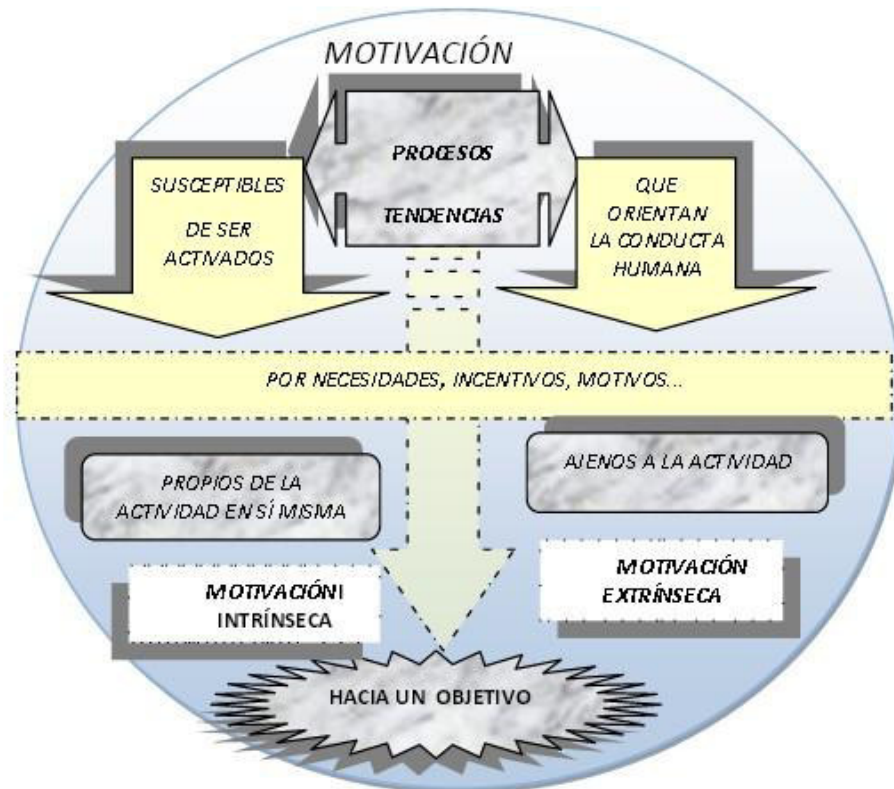 MOTIVACIÓN
PROCESOS
TENDENCIAS
SUSCEPTIBLES
DE SER
ACTIVADOS
QUE
ORIENTAN
LA CONDUCTA
HUMANA
POR NECESIDADES, INCENTIVOS, MOTIVOS...
PROPIOS DE LA
ACTIVIDAD EN SÍ MISMA
AJENOS A LA ACTIVIDAD
MOTIVACIÓNI
INTRÍNSECA
MOTIVACIÓN
EXTRÍNSECA
HACIA UN OBJETIVO